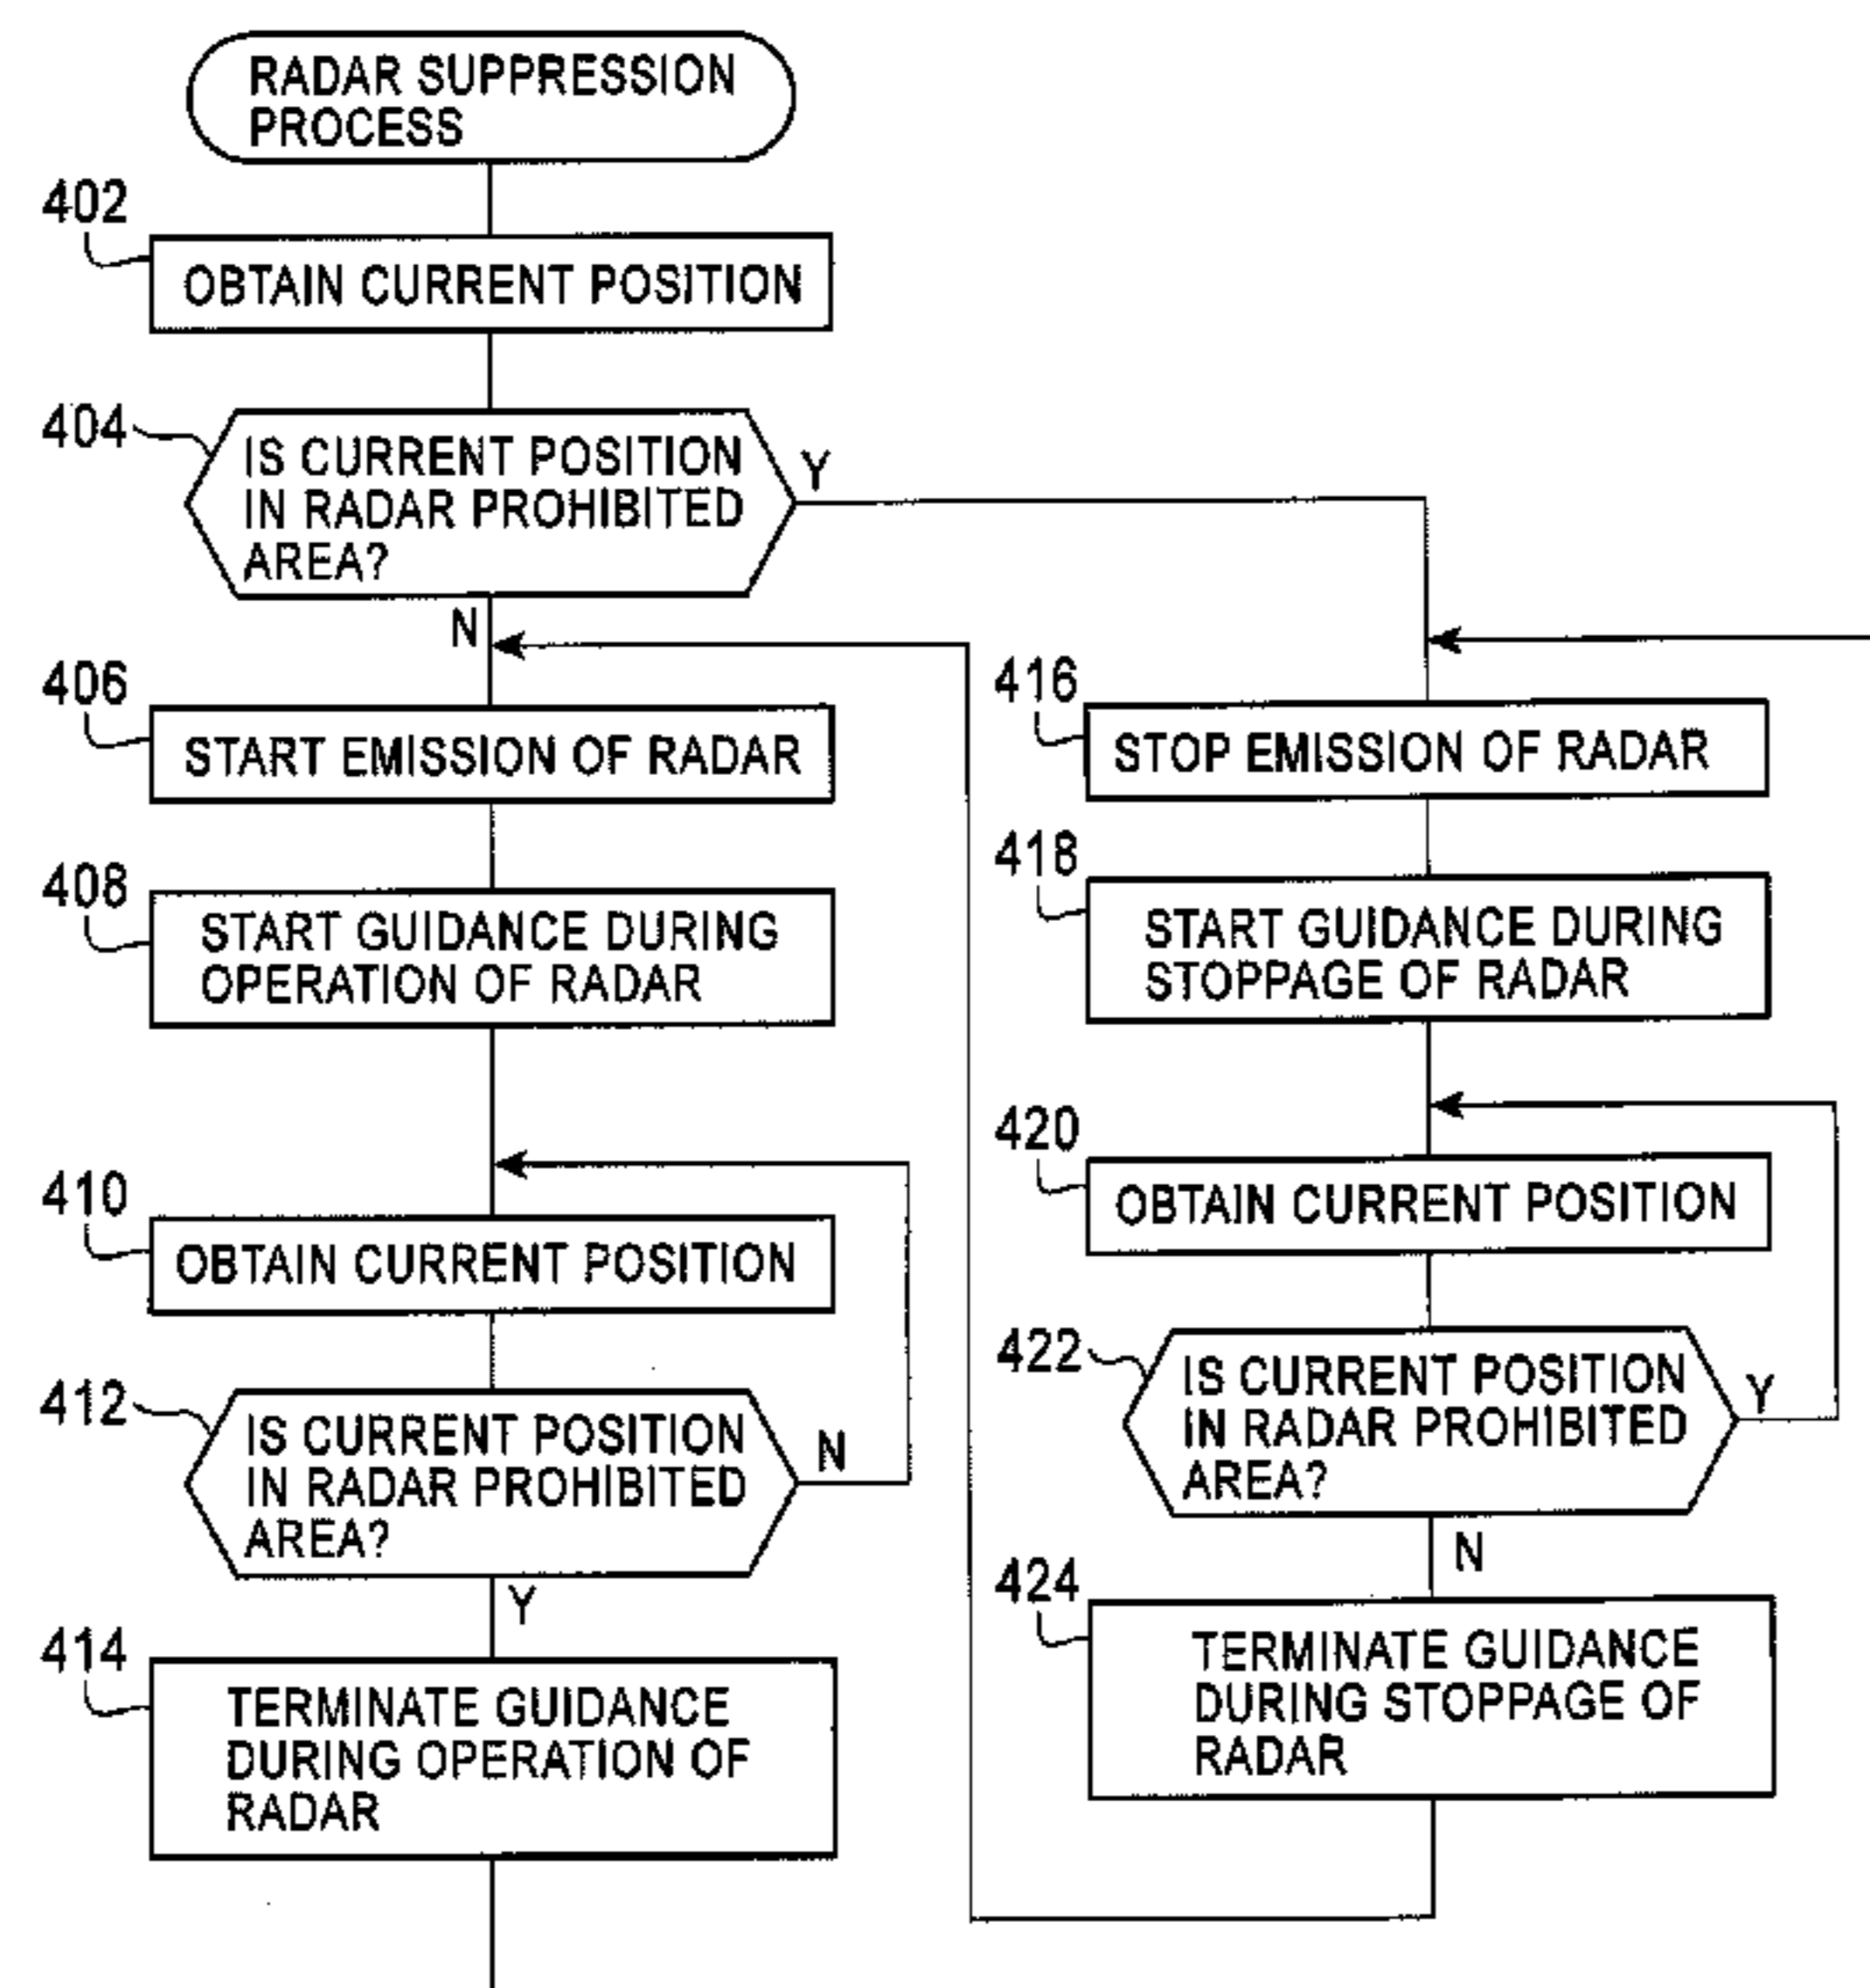 RADAR SUPPRESSION
PROCESS
402
OBTAIN CURRENT POSITION
404
IS CURRENT POSITION
IN RADAR PROHIBITED
AREA?
Y
N
406
START EMISSION OF RADAR
408
START GUIDANCE DURING
OPERATION OF RADAR
410
OBTAIN CURRENT POSITION
412
IS CURRENT POSITION
IN RADAR PROHIBITED
AREA?
N
Y
414
TERMINATE GUIDANCE
DURING OPERATION OF
RADAR
416
STOP EMISSION OF RADAR
418
START GUIDANCE DURING
STOPPAGE OF RADAR
420
OBTAIN CURRENT POSITION
422
IS CURRENT POSITION
IN RADAR PROHIBITED
AREA?
Y
N
424
TERMINATE GUIDANCE
DURING STOPPAGE OF
RADAR